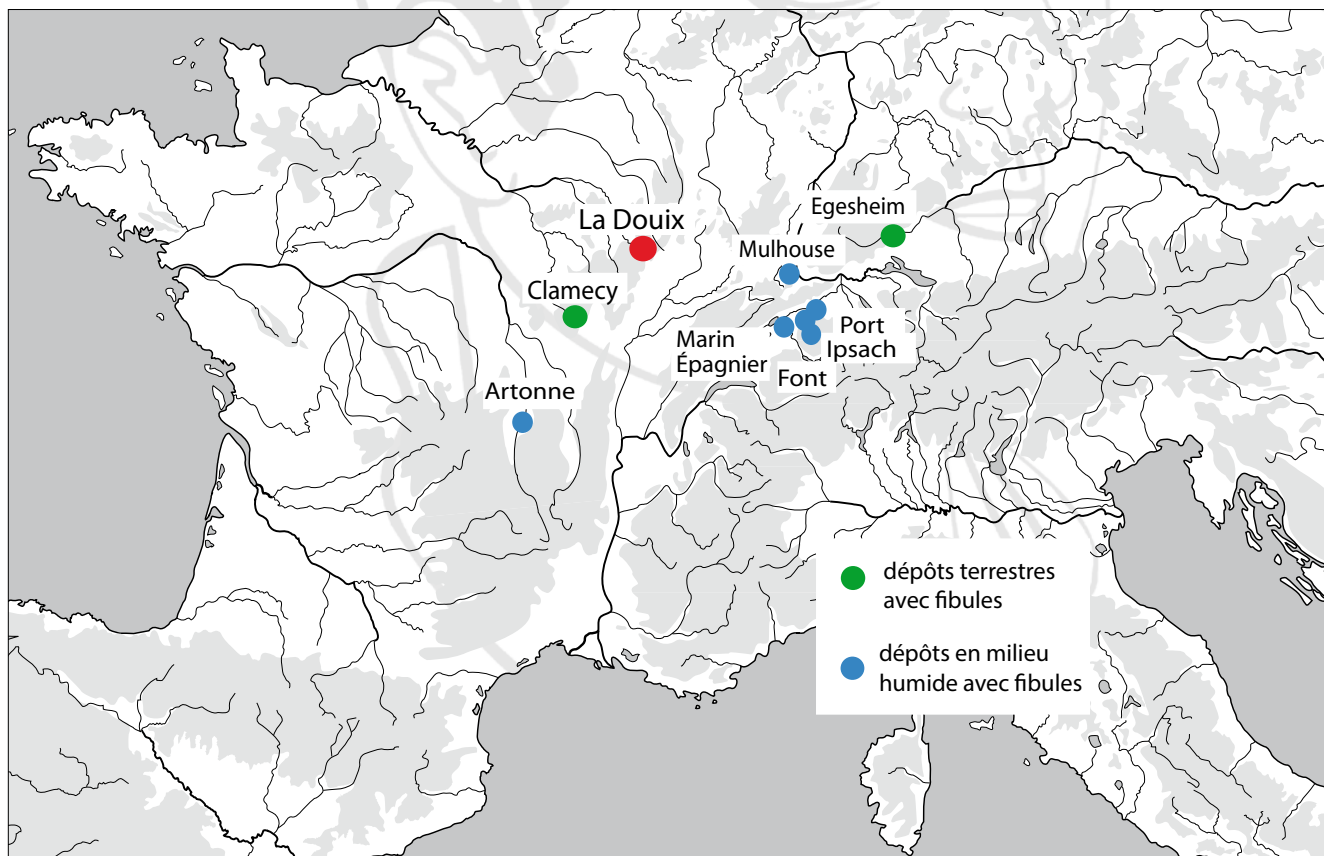 Egesheim
La Douix
Mulhouse
Clamecy
Marin
Épagnier
Port
Ipsach
Font
Artonne
dépôts terrestres
avec fibules
dépôts en milieu
humide avec fibules